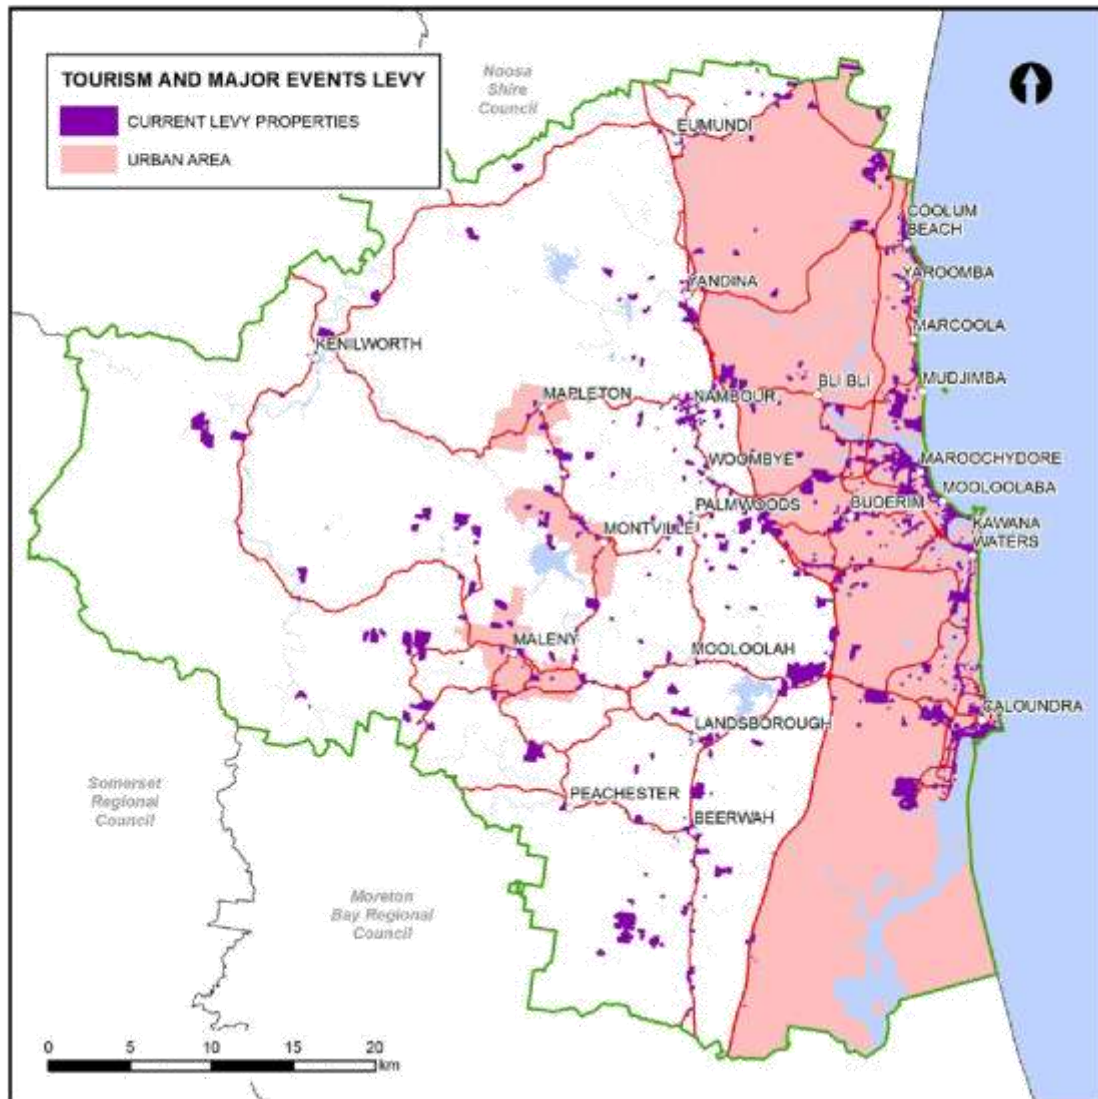 TOURISM AND MAJOR EVENTS LEVY
CURRENT LEVY PROPERTIES
URBAN AREA
Noosa
Shire
Council
EUMUNDI
COOLUM
BEACH
YANDINA
YAROOMBA
MARCOOLA
KENILWORTH
MAPLETON
NAMBOUR
BLI BLI
MUDJIMBA
WOOMBYE
MAROOCHYDORE
MOOLOOLABA
PALMWOODS
BUDERIM
MONTVILLE
KAWANA
WATERS
MALENY
MOOLOOLAH
CALOUNDRA
LANDSBOROUGH
Somerset
Regional
Council
PEACHESTER
BEERWAH
Moreton
Bay Regional
Council
0 5 10 15 20
km